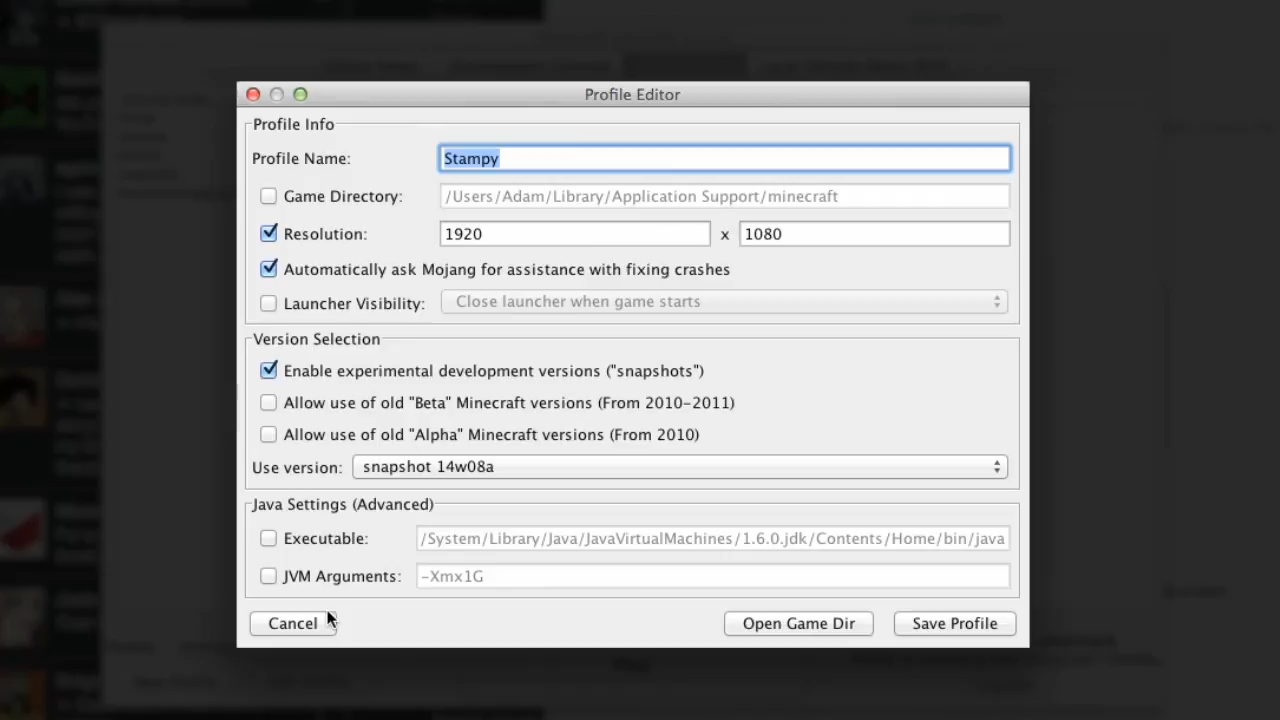 Profile Editor
Profile Info
Profile Name: Stampy
Game Directory: /Users/Adam/Library/Application Support/minecraft
Resolution: 1920 x 1080
Automatically ask Mojang for assistance with fixing crashes
Launcher Visibility: Close launcher when game starts
Version Selection
Enable experimental development versions ("snapshots")
Allow use of old "Beta" Minecraft versions (From 2010-2011)
Allow use of old "Alpha" Minecraft versions (From 2010)
Use version: snapshot 14w08a
Java Settings (Advanced)
Executable: /System/Library/Java/JavaVirtualMachines/1.6.0.jdk/Contents/Home/bin/java
JVM Arguments: -Xmx1G
Cancel Open Game Dir Save Profile